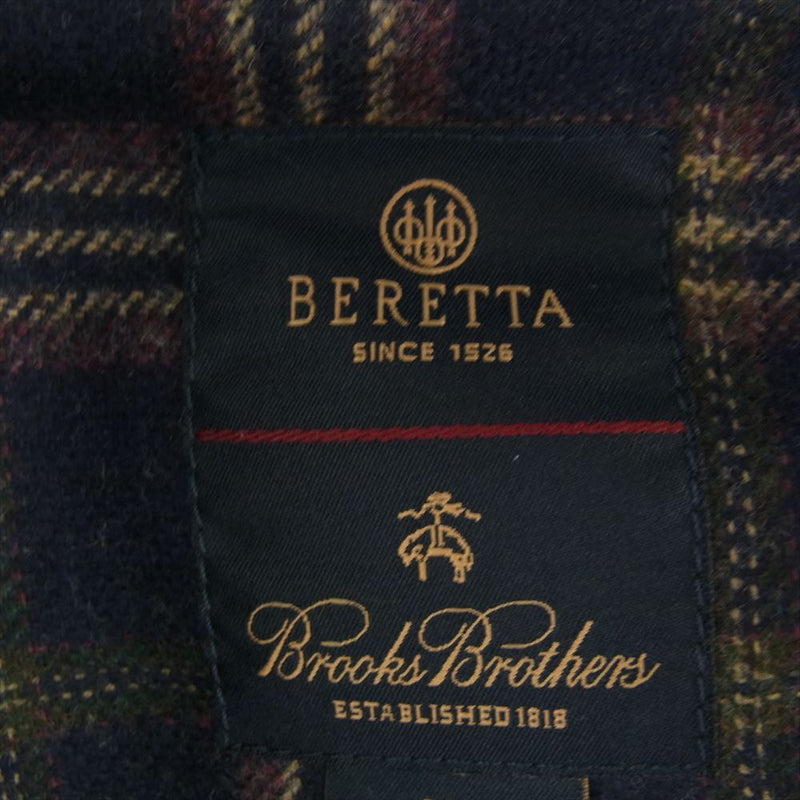 BERETTA
SINCE 1526
Brooks Brothers
ESTABLISHED 1818